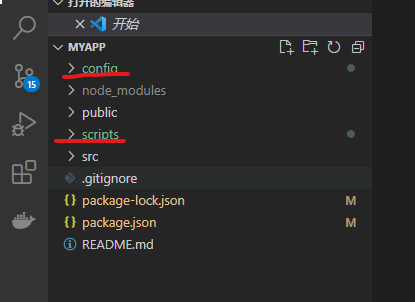 打开的编辑器
开始
MYAPP
config
15
node_modules
public
scripts
src
.gitignore
package-lock.json M
package.json M
README.md